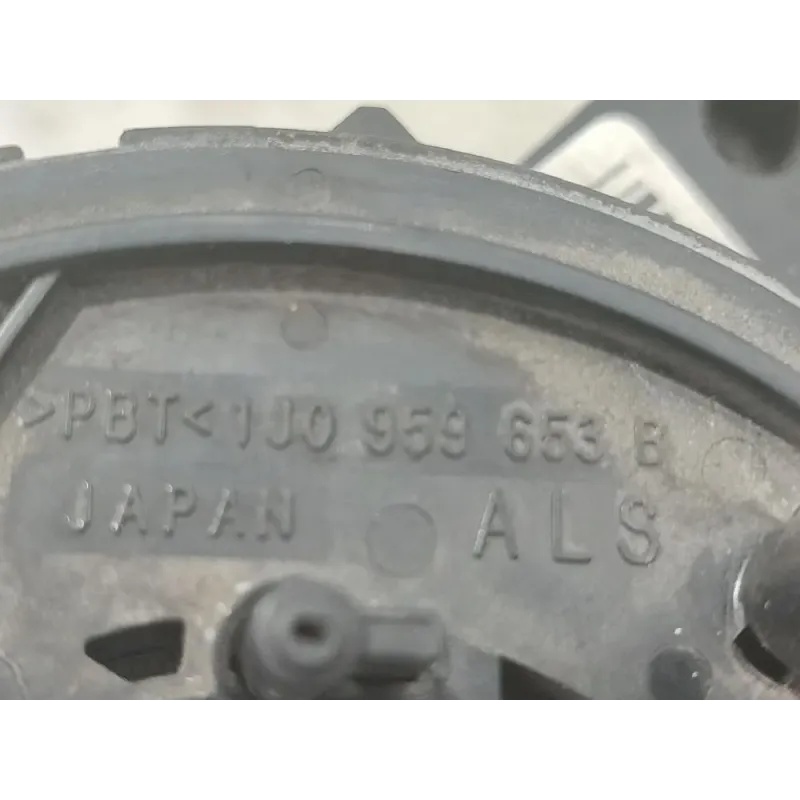 >PBT< 1J0 959 653 B
JAPAN ALS